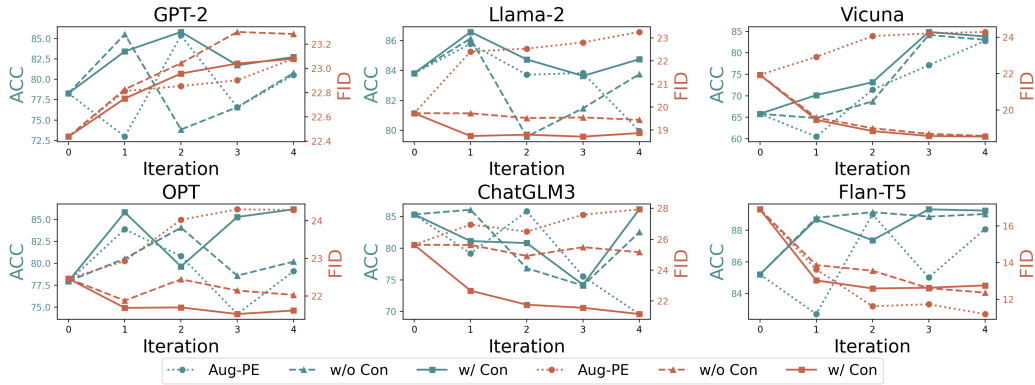 GPT-2
Llama-2
Vicuna
85.0
82.5
80.0
77.5
75.0
72.5
ACC
23.2
23.0
22.8
22.6
22.4
FID
0 1 2 3 4
Iteration
86
84
82
80
ACC
23
22
21
20
19
FID
0 1 2 3 4
Iteration
85
80
75
70
65
60
ACC
24
22
20
FID
0 1 2 3 4
Iteration
OPT
ChatGLM3
Flan-T5
85.0
82.5
80.0
77.5
75.0
ACC
24
23
22
FID
0 1 2 3 4
Iteration
85
80
75
70
ACC
28
26
24
22
FID
0 1 2 3 4
Iteration
88
86
84
ACC
16
14
12
FID
0 1 2 3 4
Iteration
Aug-PE w/o Con w/ Con Aug-PE w/o Con w/ Con